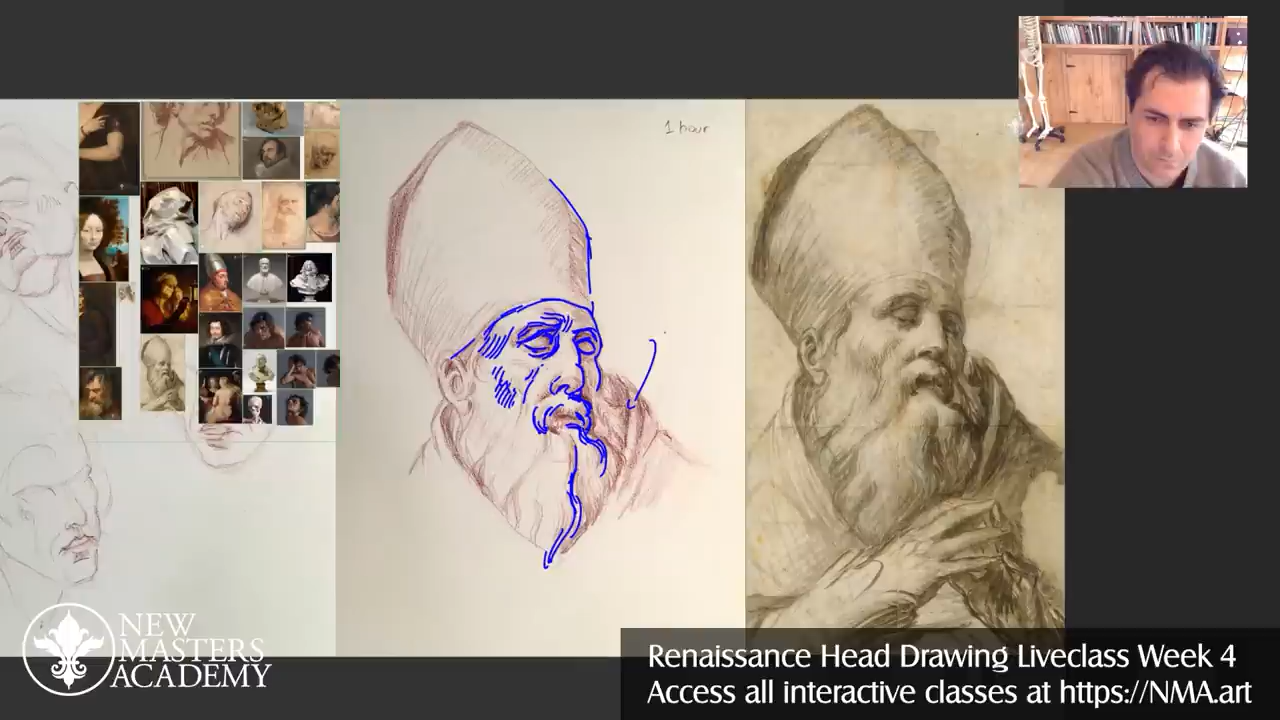 1 hour
NEW
MASTERS
ACADEMY
Renaissance Head Drawing Liveclass Week 4
Access all interactive classes at https://NMA.art